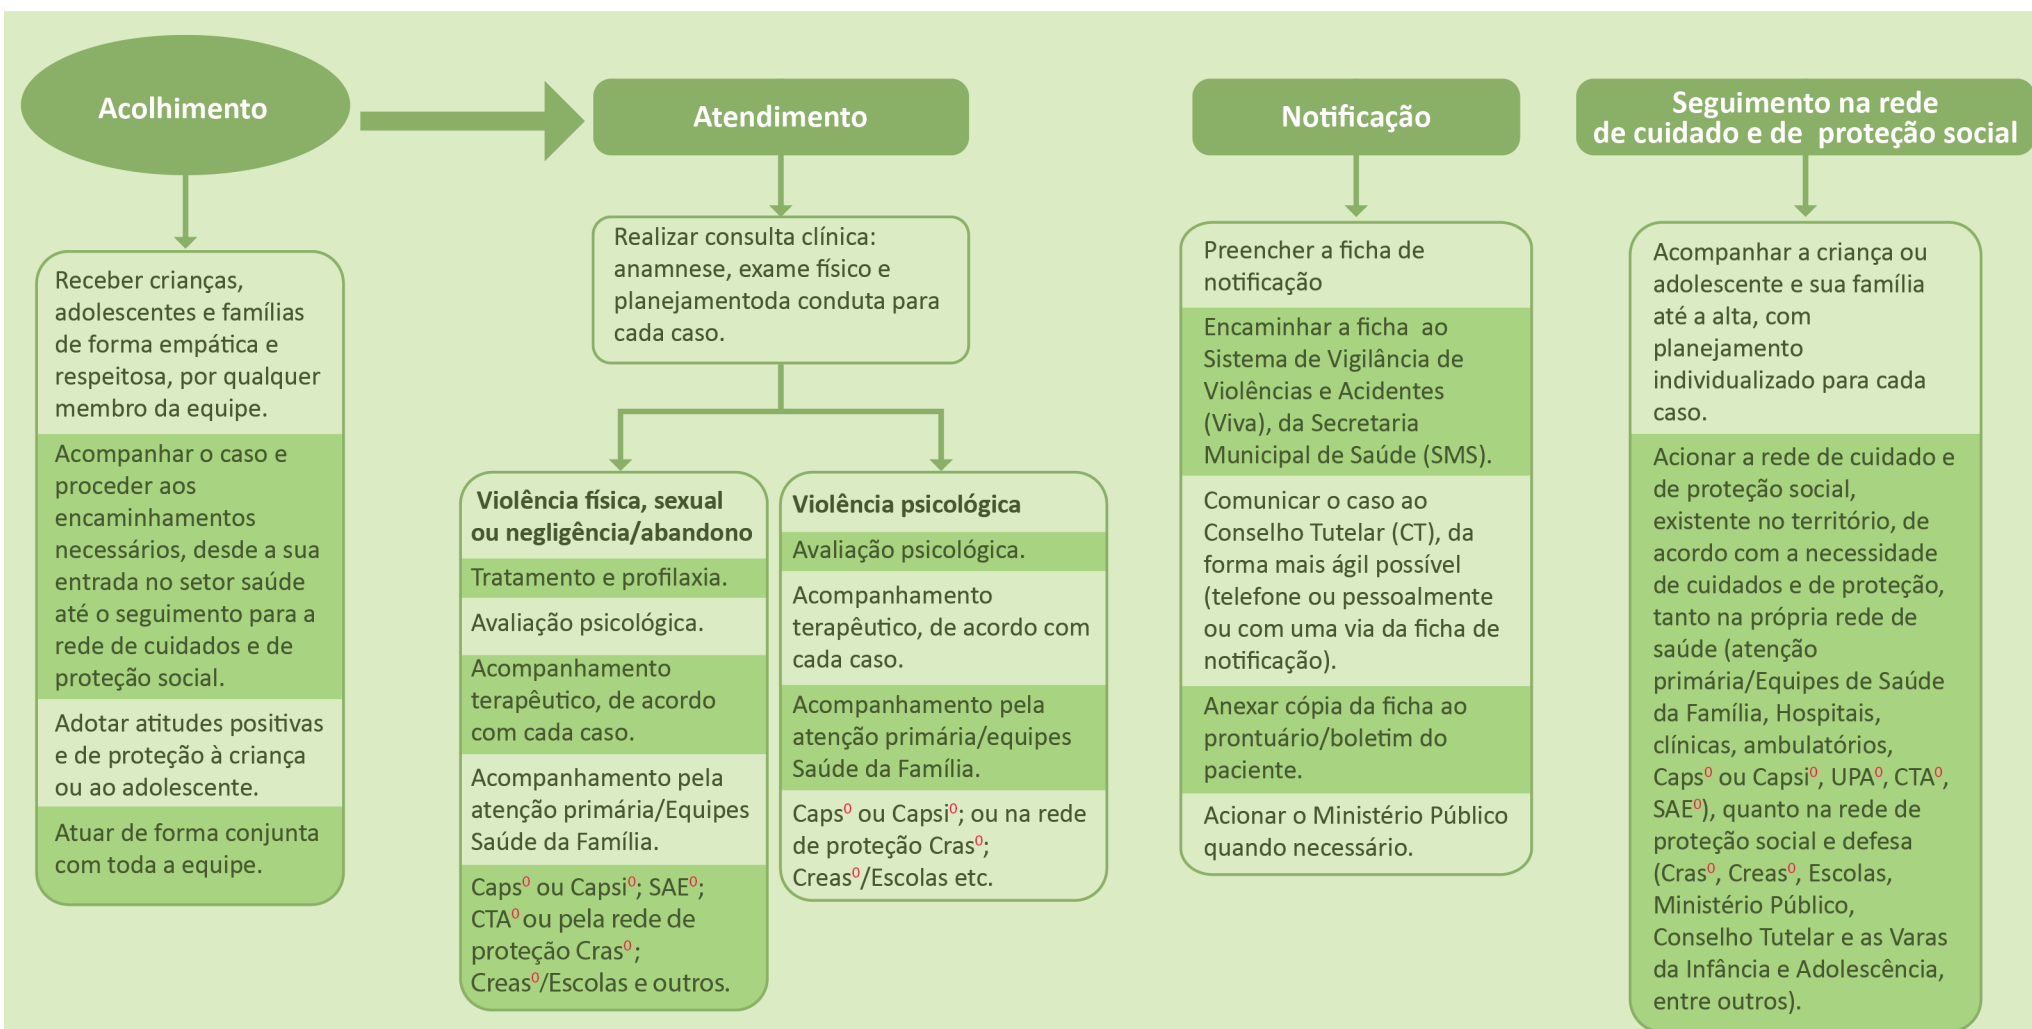 Acolhimento
Receber crianças,
adolescentes e famílias
de forma empática e
respeitosa, por qualquer
membro da equipe.
Acompanhar o caso e
proceder aos
encaminhamentos
necessários, desde a sua
entrada no setor saúde
até o seguimento para a
rede de cuidados e de
proteção social.
Adotar atitudes positivas
e de proteção à criança
ou ao adolescente.
Atuar de forma conjunta
com toda a equipe.
Atendimento
Realizar consulta clínica:
anamnese, exame físico e
planejamentoda conduta para
cada caso.
Violência física, sexual
ou negligência/abandono
Tratamento e profilaxia.
Avaliação psicológica.
Acompanhamento
terapêutico, de acordo
com cada caso.
Acompanhamento pela
atenção primária/Equipes
Saúde da Família.
Caps⁰ ou Capsi⁰; SAE⁰;
CTA⁰ ou pela rede de
proteção Cras⁰;
Creas⁰/Escolas e outros.
Violência psicológica
Avaliação psicológica.
Acompanhamento
terapêutico, de acordo com
cada caso.
Acompanhamento pela
atenção primária/equipes
Saúde da Família.
Caps⁰ ou Capsi⁰; ou na rede
de proteção Cras⁰;
Creas⁰/Escolas etc.
Notificação
Preencher a ficha de
notificação
Encaminhar a ficha ao
Sistema de Vigilância de
Violências e Acidentes
(Viva), da Secretaria
Municipal de Saúde (SMS).
Comunicar o caso ao
Conselho Tutelar (CT), da
forma mais ágil possível
(telefone ou pessoalmente
ou com uma via da ficha de
notificação).
Anexar cópia da ficha ao
prontuário/boletim do
paciente.
Acionar o Ministério Público
quando necessário.
Seguimento na rede
de cuidado e de proteção social
Acompanhar a criança ou
adolescente e sua família
até a alta, com
planejamento
individualizado para cada
caso.
Acionar a rede de cuidado e
de proteção social,
existente no território, de
acordo com a necessidade
de cuidados e de proteção,
tanto na própria rede de
saúde (atenção
primária/Equipes de Saúde
da Família, Hospitais,
clínicas, ambulatórios,
Caps⁰ ou Capsi⁰, UPA⁰, CTA⁰,
SAE⁰), quanto na rede de
proteção social e defesa
(Cras⁰, Creas⁰, Escolas,
Ministério Público,
Conselho Tutelar e as Varas
da Infância e Adolescência,
entre outros).